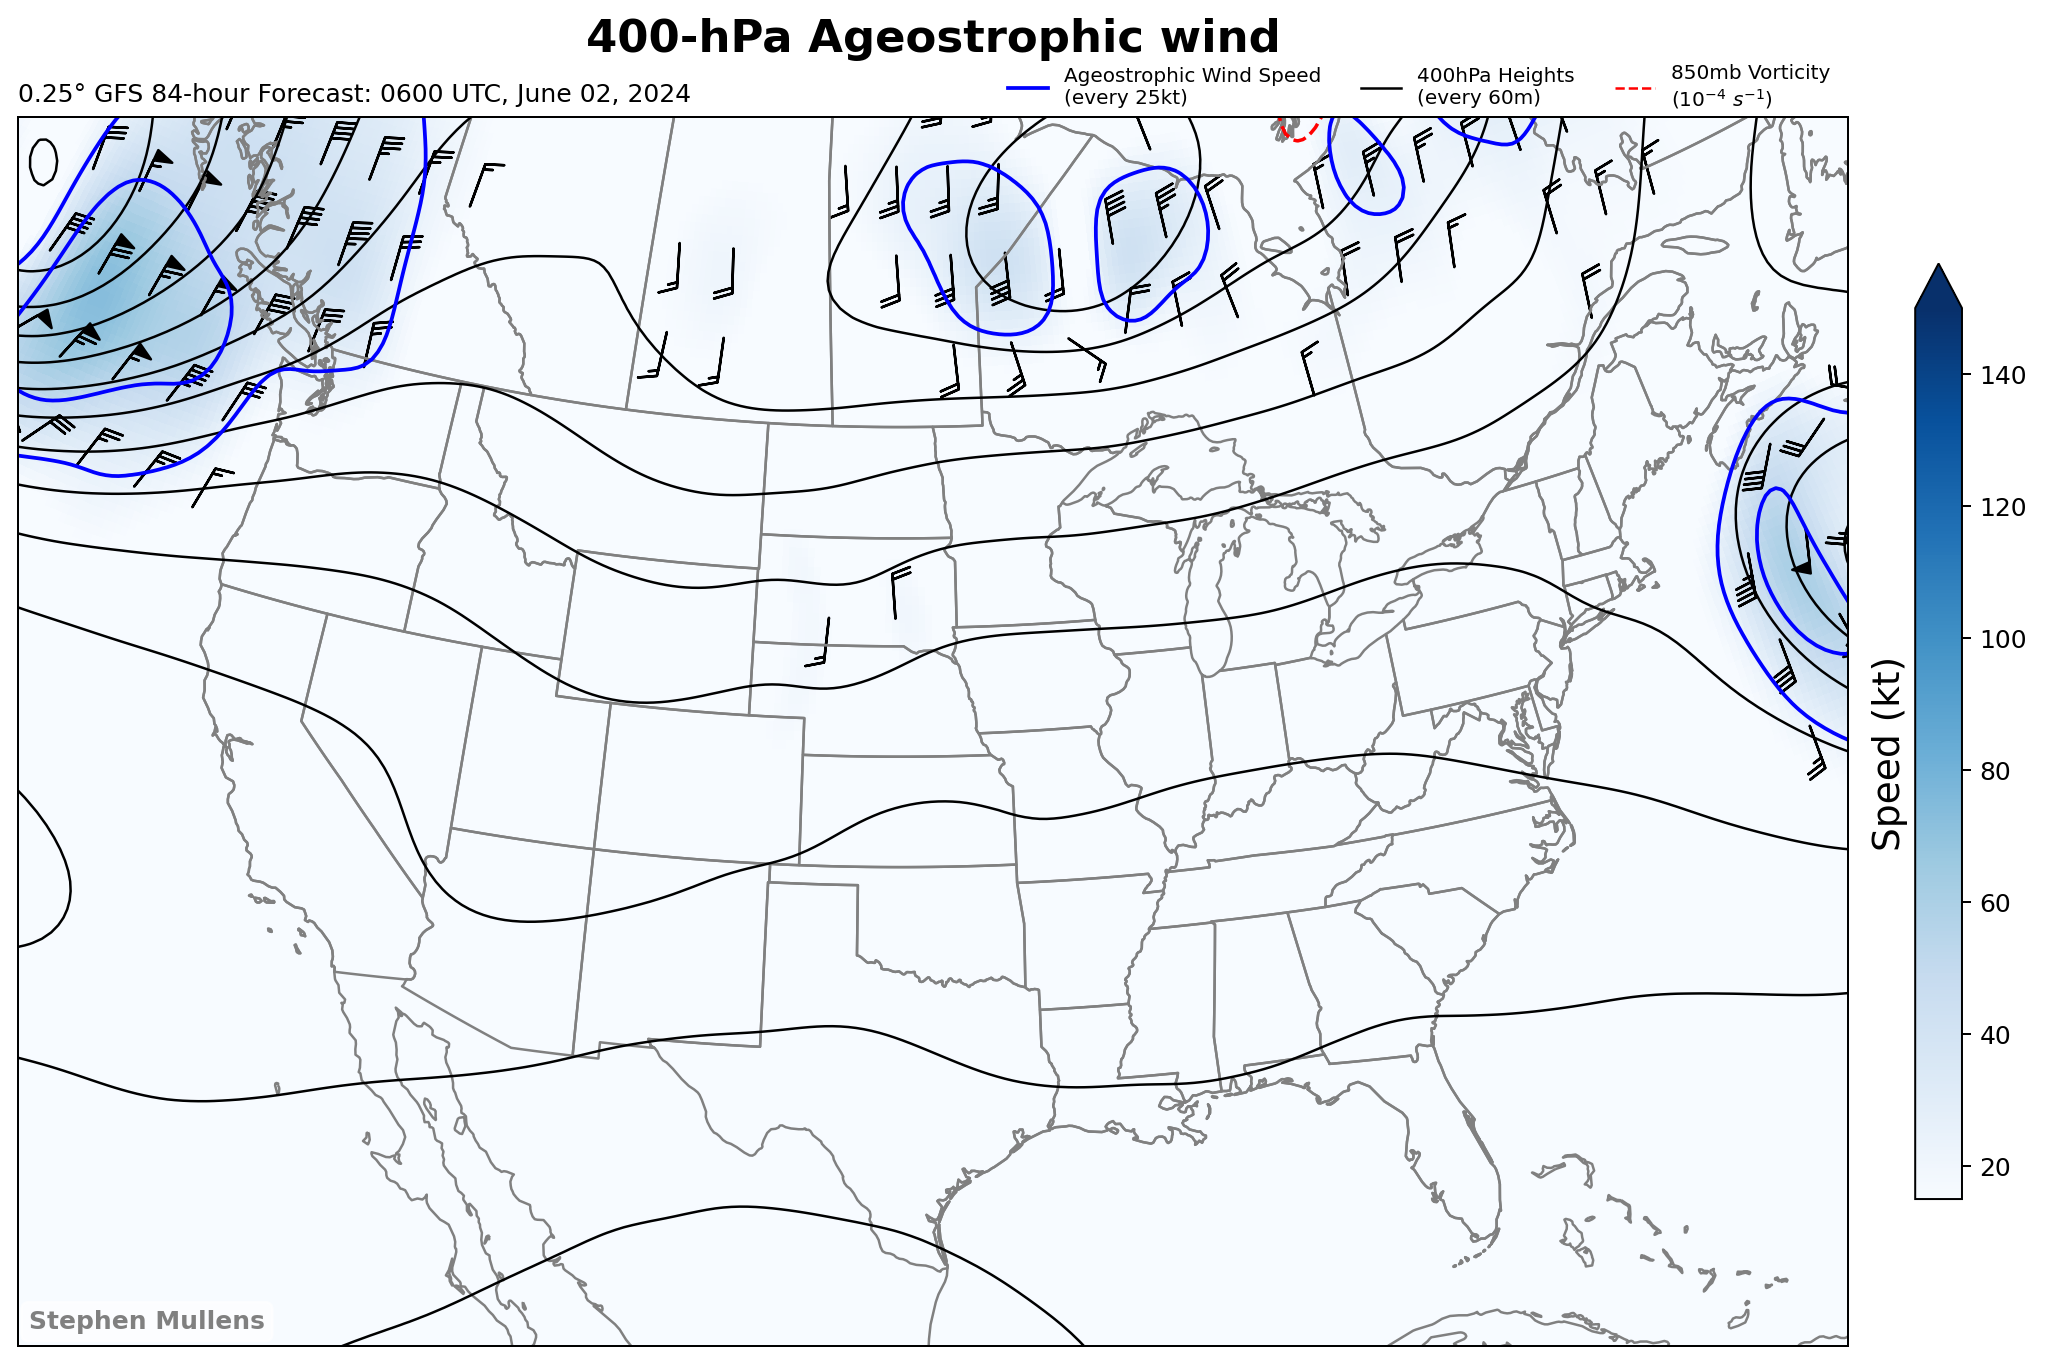 400-hPa Ageostrophic wind
0.25° GFS 84-hour Forecast: 0600 UTC, June 02, 2024
Ageostrophic Wind Speed
(every 25kt)
400hPa Heights
(every 60m)
850mb Vorticity
(10⁻⁴ s⁻¹)
140
120
100
80
60
40
20
Speed (kt)
Stephen Mullens